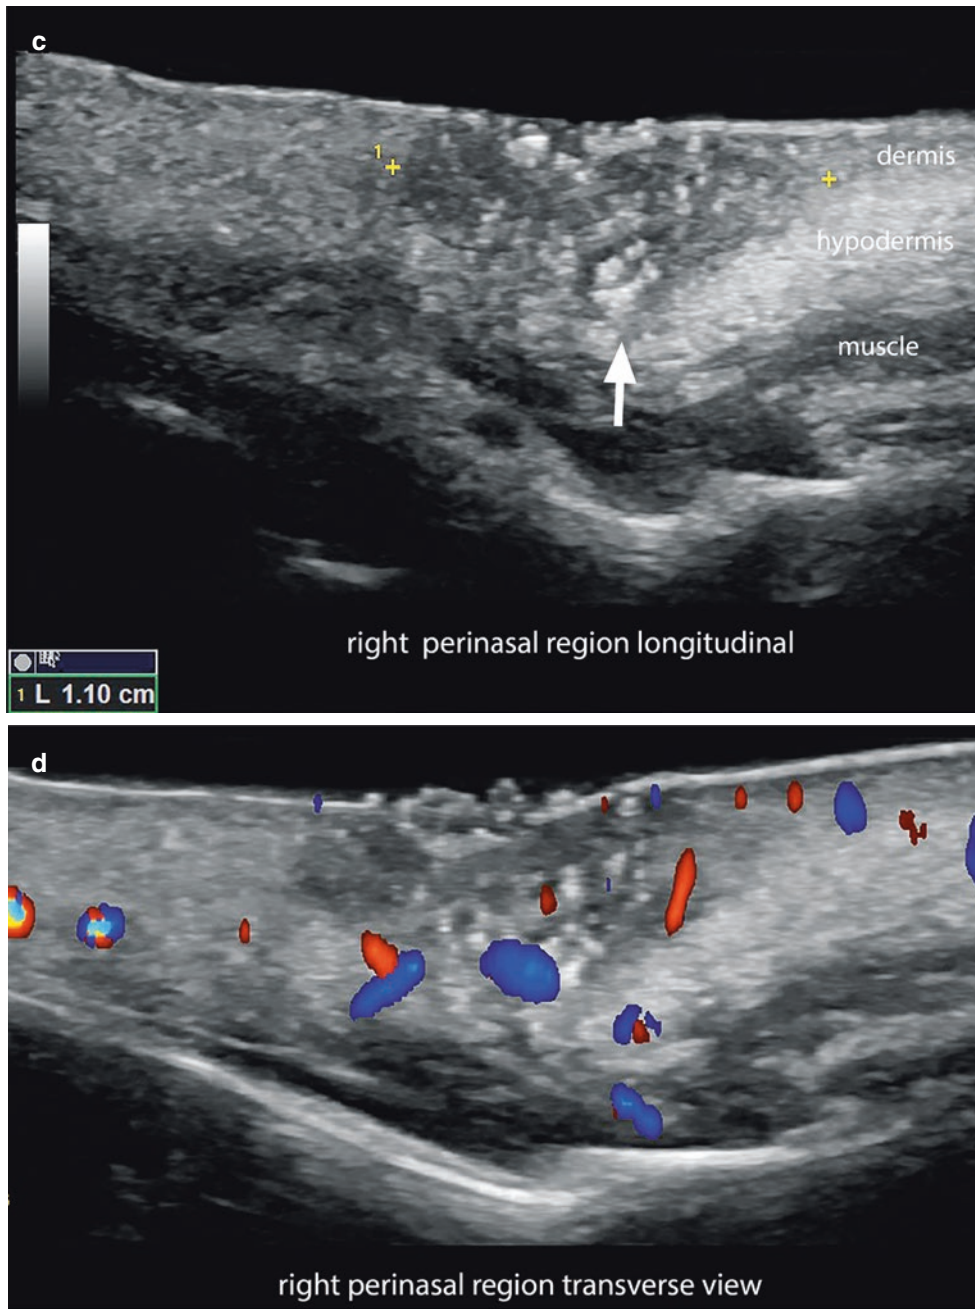 c
1
dermis
hypodermis
muscle
right perinasal region longitudinal
1 L 1.10 cm
d
right perinasal region transverse view